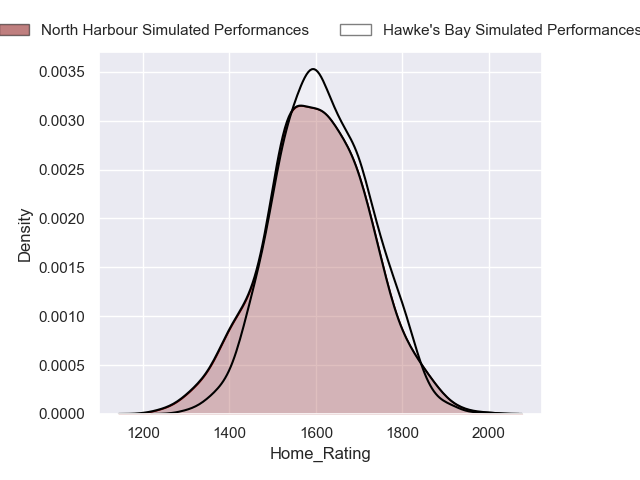 North Harbour Simulated Performances
Hawke's Bay Simulated Performances
0.0035
0.0030
0.0025
0.0020
0.0015
0.0010
0.0005
0.0000
Density
1200 1400 1600 1800 2000
Home_Rating